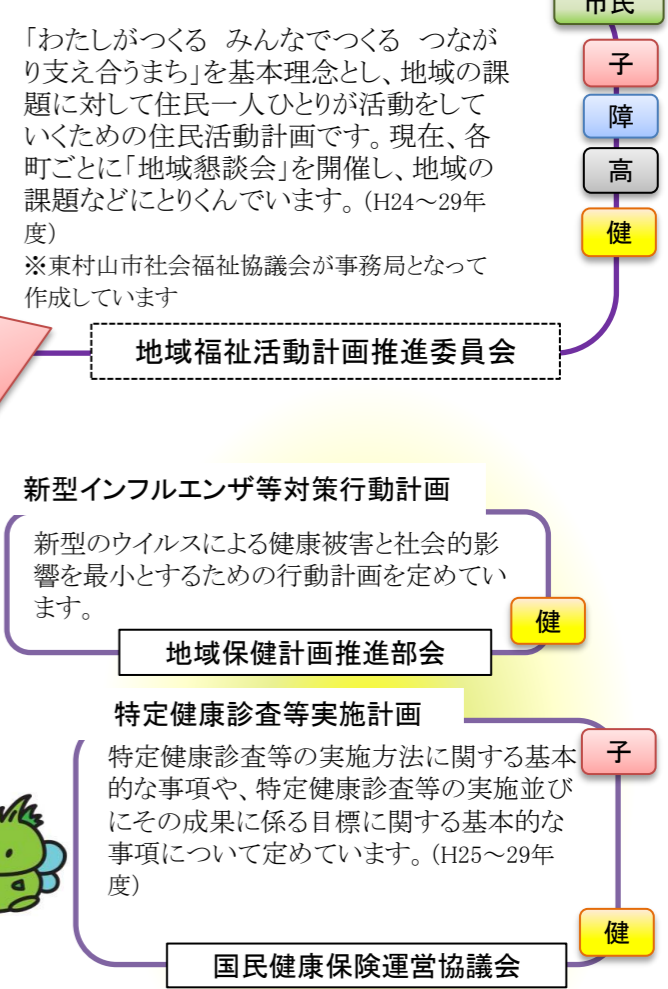 市民
「わたしがつくる　みんなでつくる　つなが
り支え合うまち」を基本理念とし、地域の課
題に対して住民一人ひとりが活動をして
いくための住民活動計画です。現在、各
町ごとに「地域懇談会」を開催し、地域の
課題などにとりくんでいます。(H24～29年
度)
※東村山市社会福祉協議会が事務局となって
作成しています
子
障
高
健
地域福祉活動計画推進委員会
新型インフルエンザ等対策行動計画
新型のウイルスによる健康被害と社会的影
響を最小とするための行動計画を定めてい
ます。
健
地域保健計画推進部会
特定健康診査等実施計画
特定健康診査等の実施方法に関する基本
的な事項や、特定健康診査等の実施並び
にその成果に係る目標に関する基本的な
事項について定めています。(H25～29年
度)
子
健
国民健康保険運営協議会